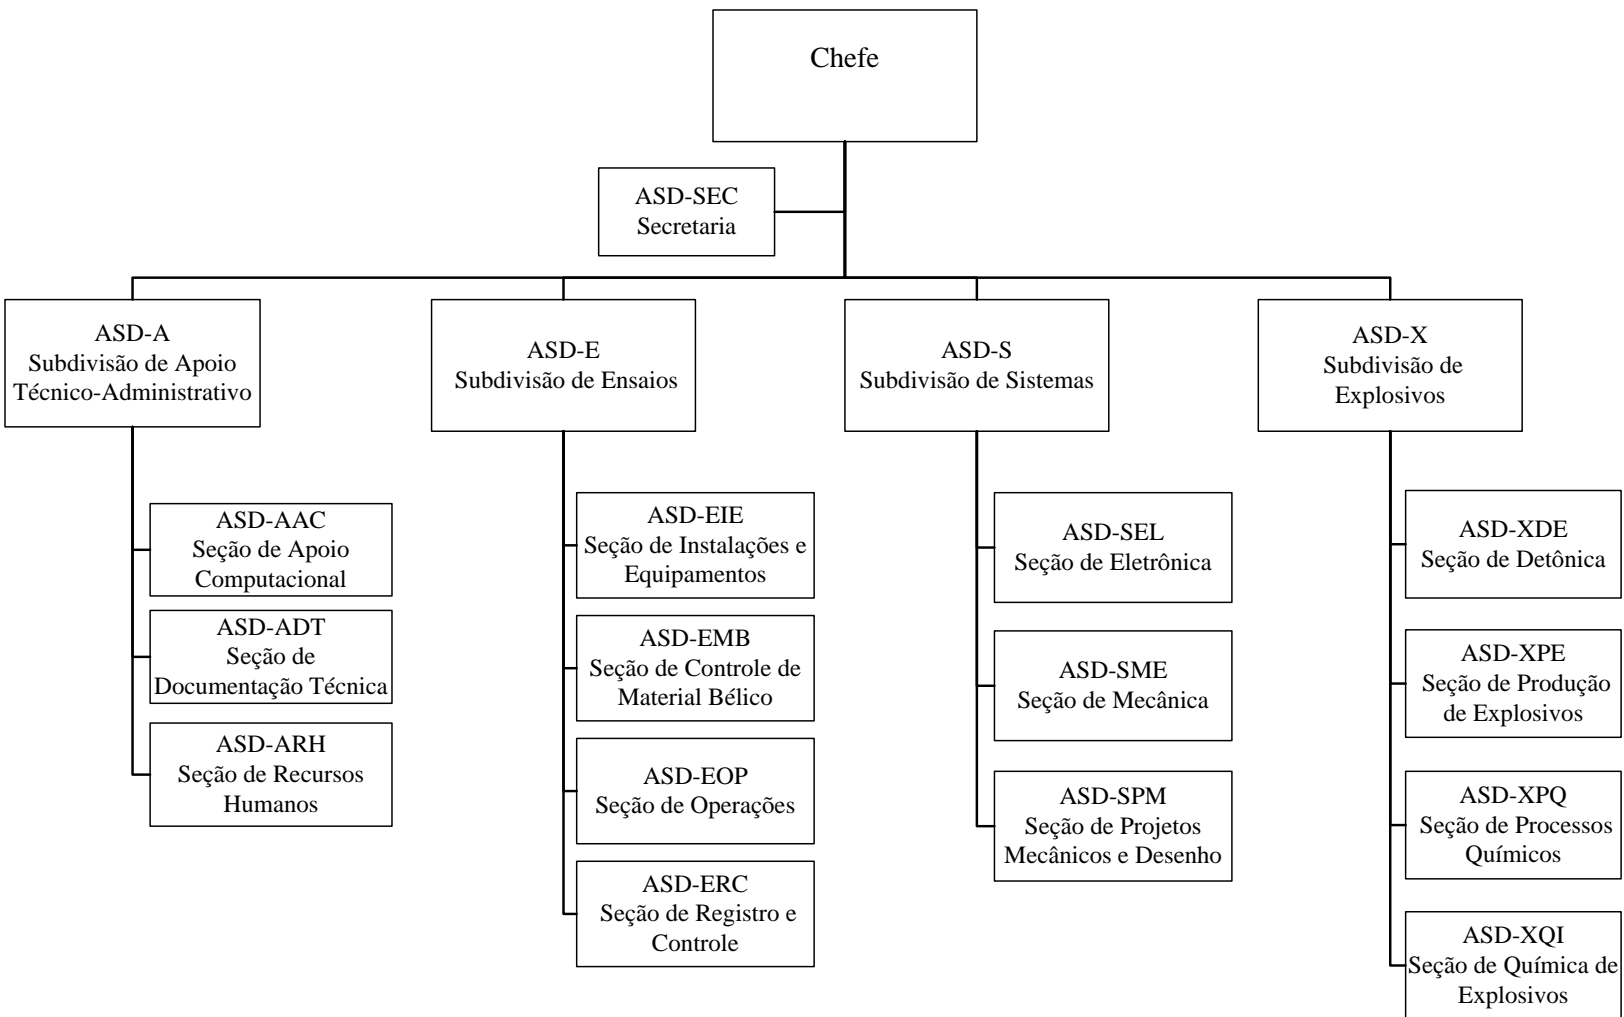 Chefe
ASD-SEC
Secretaria
ASD-A
Subdivisão de Apoio
Técnico-Administrativo
ASD-E
Subdivisão de Ensaios
ASD-S
Subdivisão de Sistemas
ASD-X
Subdivisão de
Explosivos
ASD-AAC
Seção de Apoio
Computacional
ASD-ADT
Seção de
Documentação Técnica
ASD-ARH
Seção de Recursos
Humanos
ASD-EIE
Seção de Instalações e
Equipamentos
ASD-EMB
Seção de Controle de
Material Bélico
ASD-EOP
Seção de Operações
ASD-ERC
Seção de Registro e
Controle
ASD-SEL
Seção de Eletrônica
ASD-SME
Seção de Mecânica
ASD-SPM
Seção de Projetos
Mecânicos e Desenho
ASD-XDE
Seção de Detônica
ASD-XPE
Seção de Produção
de Explosivos
ASD-XPQ
Seção de Processos
Químicos
ASD-XQI
Seção de Química de
Explosivos